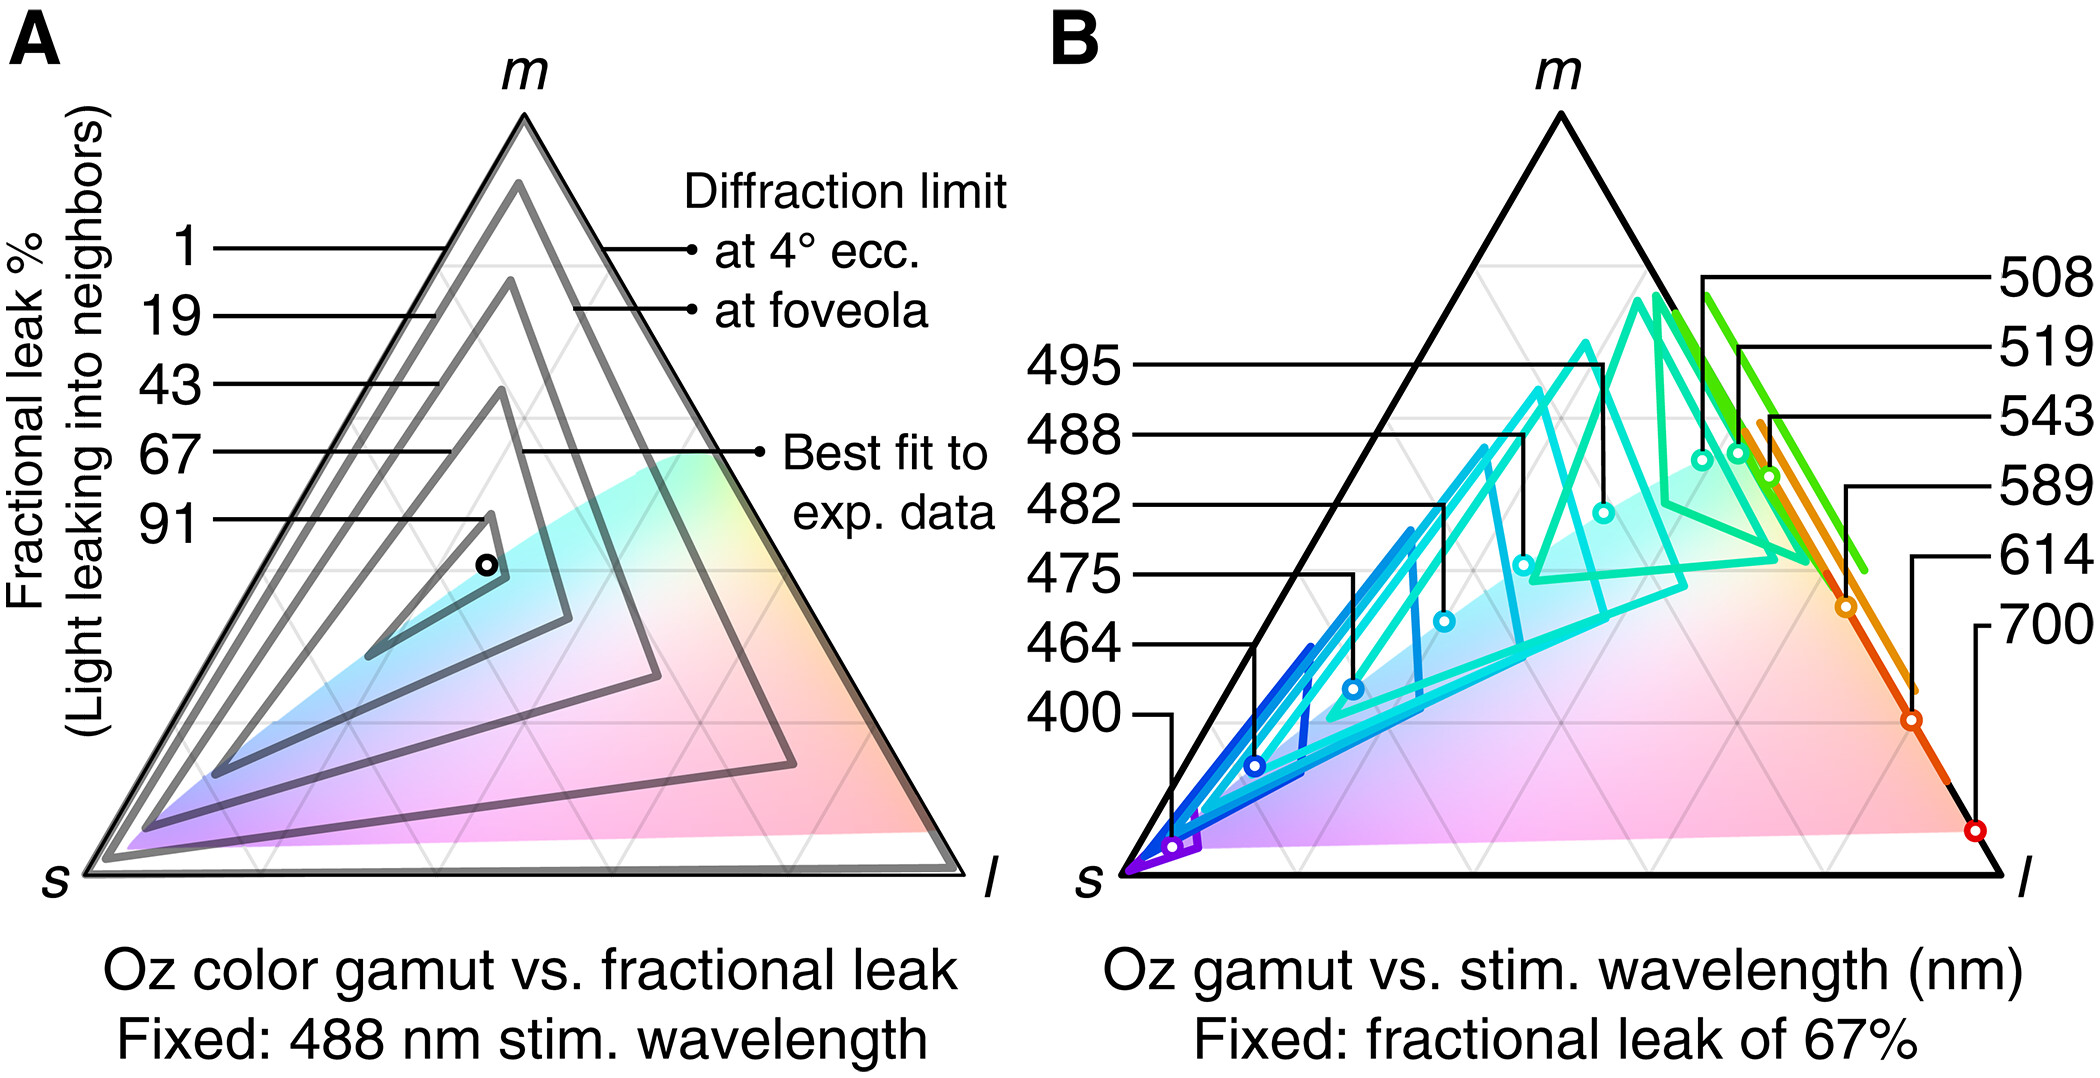 A
m
Fractional leak %
(Light leaking into neighbors)
1
19
43
67
91
Diffraction limit
at 4° ecc.
at foveola
Best fit to
exp. data
s
l
Oz color gamut vs. fractional leak
Fixed: 488 nm stim. wavelength
B
m
495
488
482
475
464
400
508
519
543
589
614
700
s
l
Oz gamut vs. stim. wavelength (nm)
Fixed: fractional leak of 67%